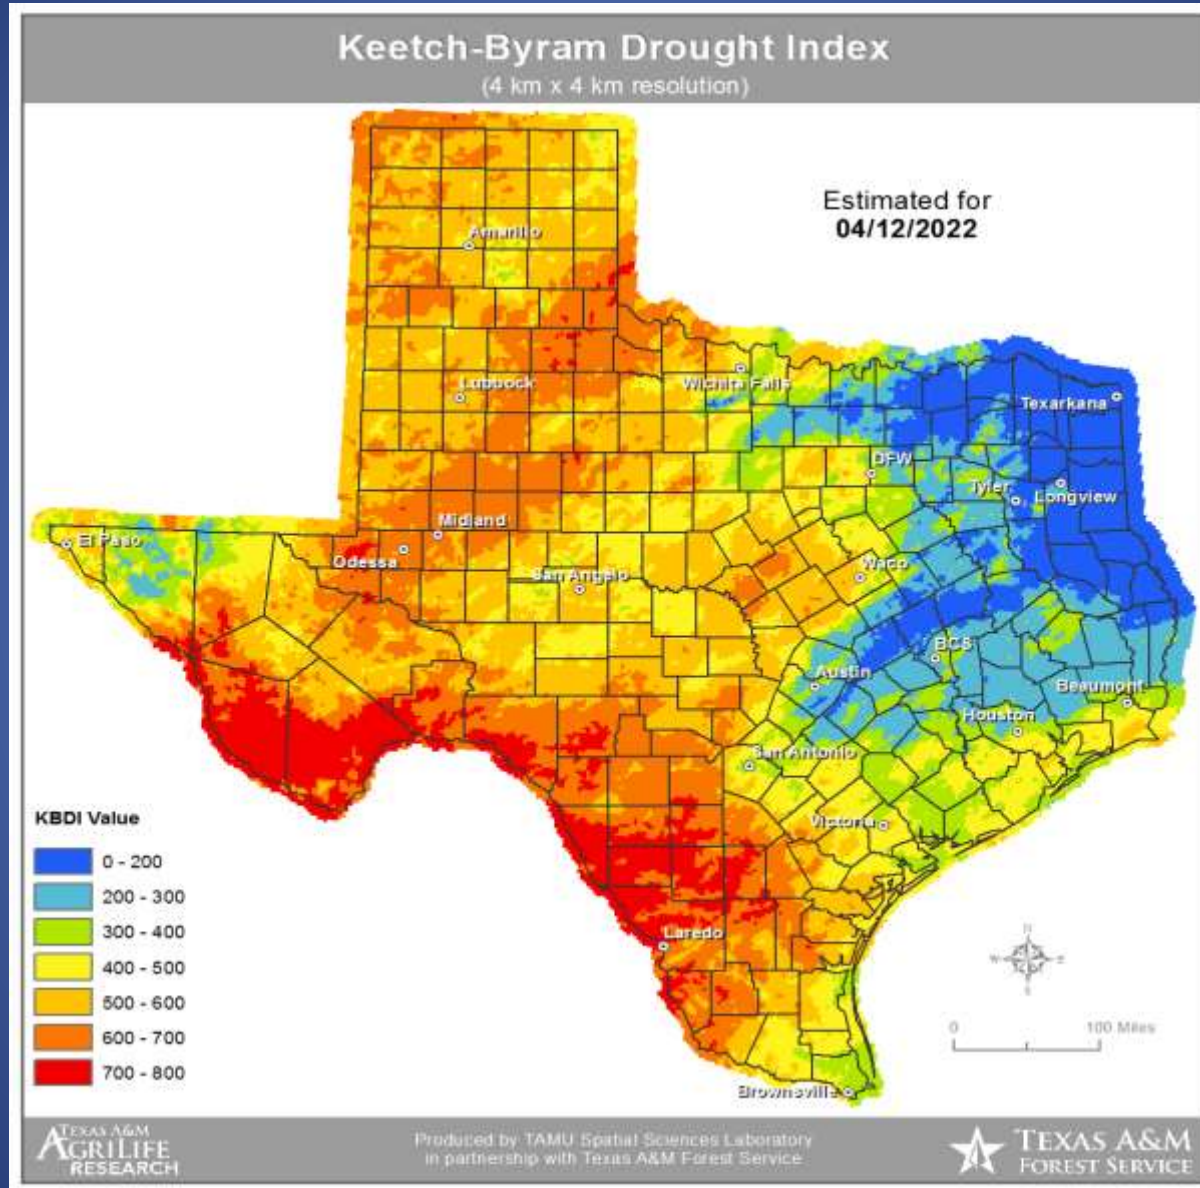 Keetch-Byram Drought Index
(4 km x 4 km resolution)
Estimated for
04/12/2022
Amarillo
Lubbock
Wichita Falls
Texarkana
DFW
Tyler
Longview
Midland
El Paso
Odessa
San Angelo
Waco
BCS
Austin
Beaumont
Houston
San Antonio
Victoria
Laredo
Brownsville
KBDI Value
0 - 200
200 - 300
300 - 400
400 - 500
500 - 600
600 - 700
700 - 800
N
W
E
S
0
100 Miles
TEXAS A&M
AGRILIFE
RESEARCH
Produced by TAMU Spatial Sciences Laboratory
in partnership with Texas A&M Forest Service
TEXAS A&M
FOREST SERVICE